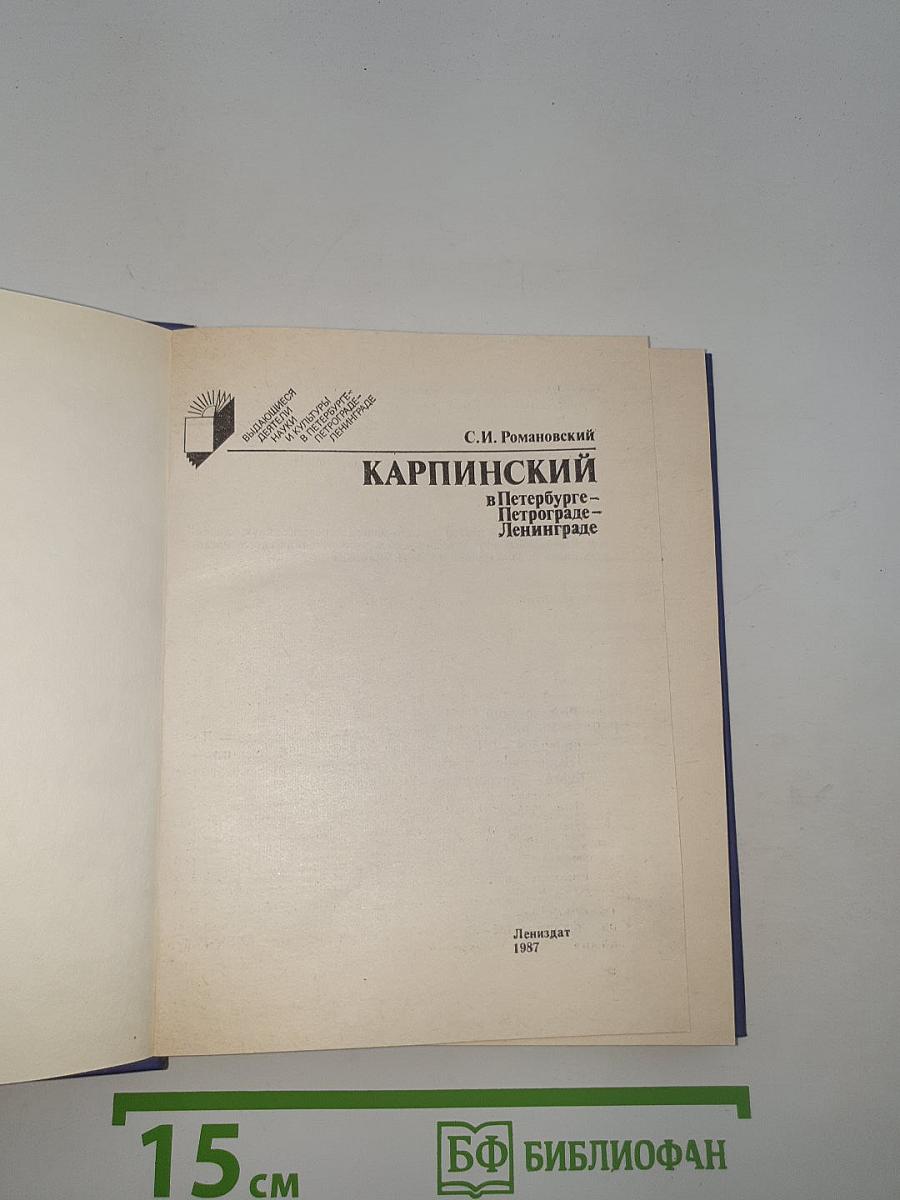 ВЫДАЮЩИЕСЯ
ДЕЯТЕЛИ
НАУКИ
И КУЛЬТУРЫ
В ПЕТЕРБУРГЕ–
ПЕТРОГРАДЕ–
ЛЕНИНГРАДЕ
С.И. Романовский
КАРПИНСКИЙ
в Петербурге–
Петрограде–
Ленинграде
Лениздат
1987
15 см
БФ БИБЛИОФАН